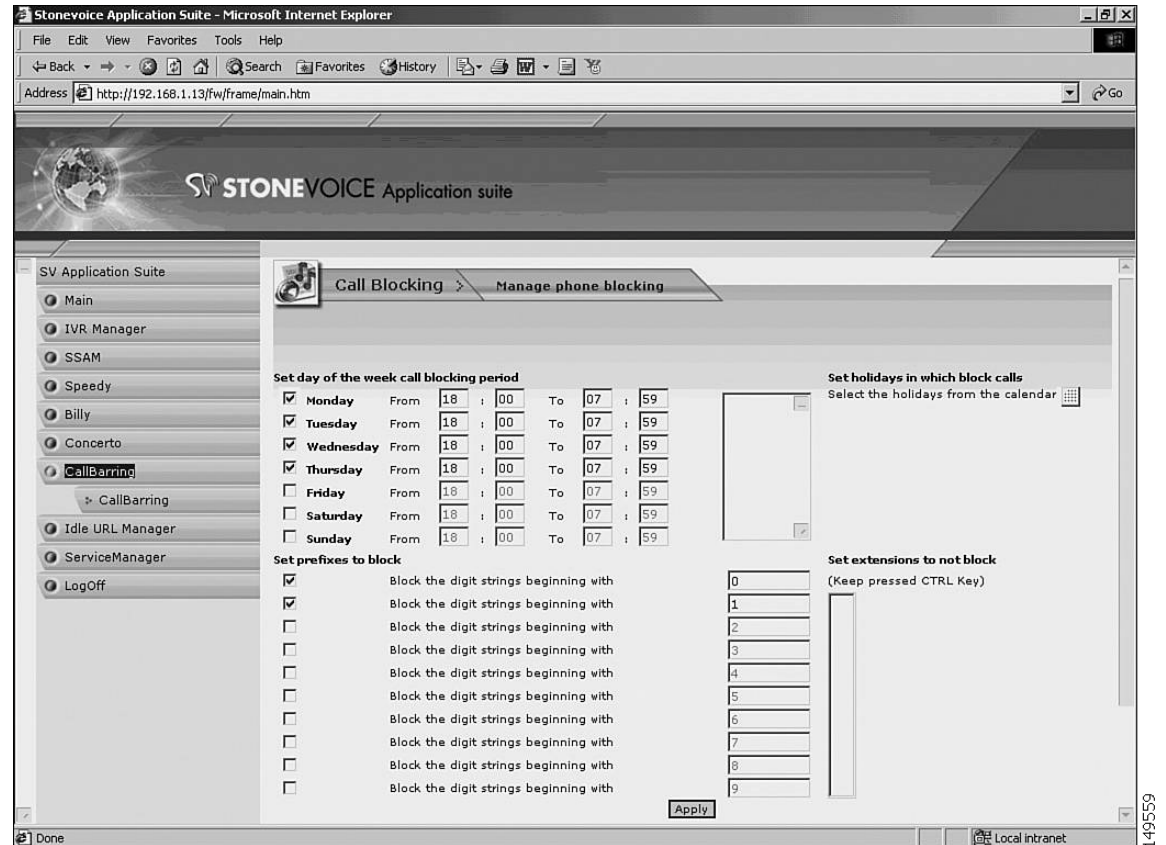 Stonevoice Application Suite - Microsoft Internet Explorer
File Edit View Favorites Tools Help
Back Search Favorites History
Address http://192.168.1.13/fw/frame/main.htm Go
SV STONEVOICE Application suite
SV Application Suite
Main
IVR Manager
SSAM
Speedy
Billy
Concerto
CallBarring
CallBarring
Idle URL Manager
ServiceManager
LogOff
Call Blocking > Manage phone blocking
Set day of the week call blocking period
Monday From 18 : 00 To 07 : 59
Tuesday From 18 : 00 To 07 : 59
Wednesday From 18 : 00 To 07 : 59
Thursday From 18 : 00 To 07 : 59
Friday From 18 : 00 To 07 : 59
Saturday From 18 : 00 To 07 : 59
Sunday From 18 : 00 To 07 : 59
Set holidays in which block calls
Select the holidays from the calendar
Set prefixes to block
Block the digit strings beginning with 0
Block the digit strings beginning with 1
Block the digit strings beginning with 2
Block the digit strings beginning with 3
Block the digit strings beginning with 4
Block the digit strings beginning with 5
Block the digit strings beginning with 6
Block the digit strings beginning with 7
Block the digit strings beginning with 8
Block the digit strings beginning with 9
Set extensions to not block
(Keep pressed CTRL Key)
Apply
Done
Local intranet
149559